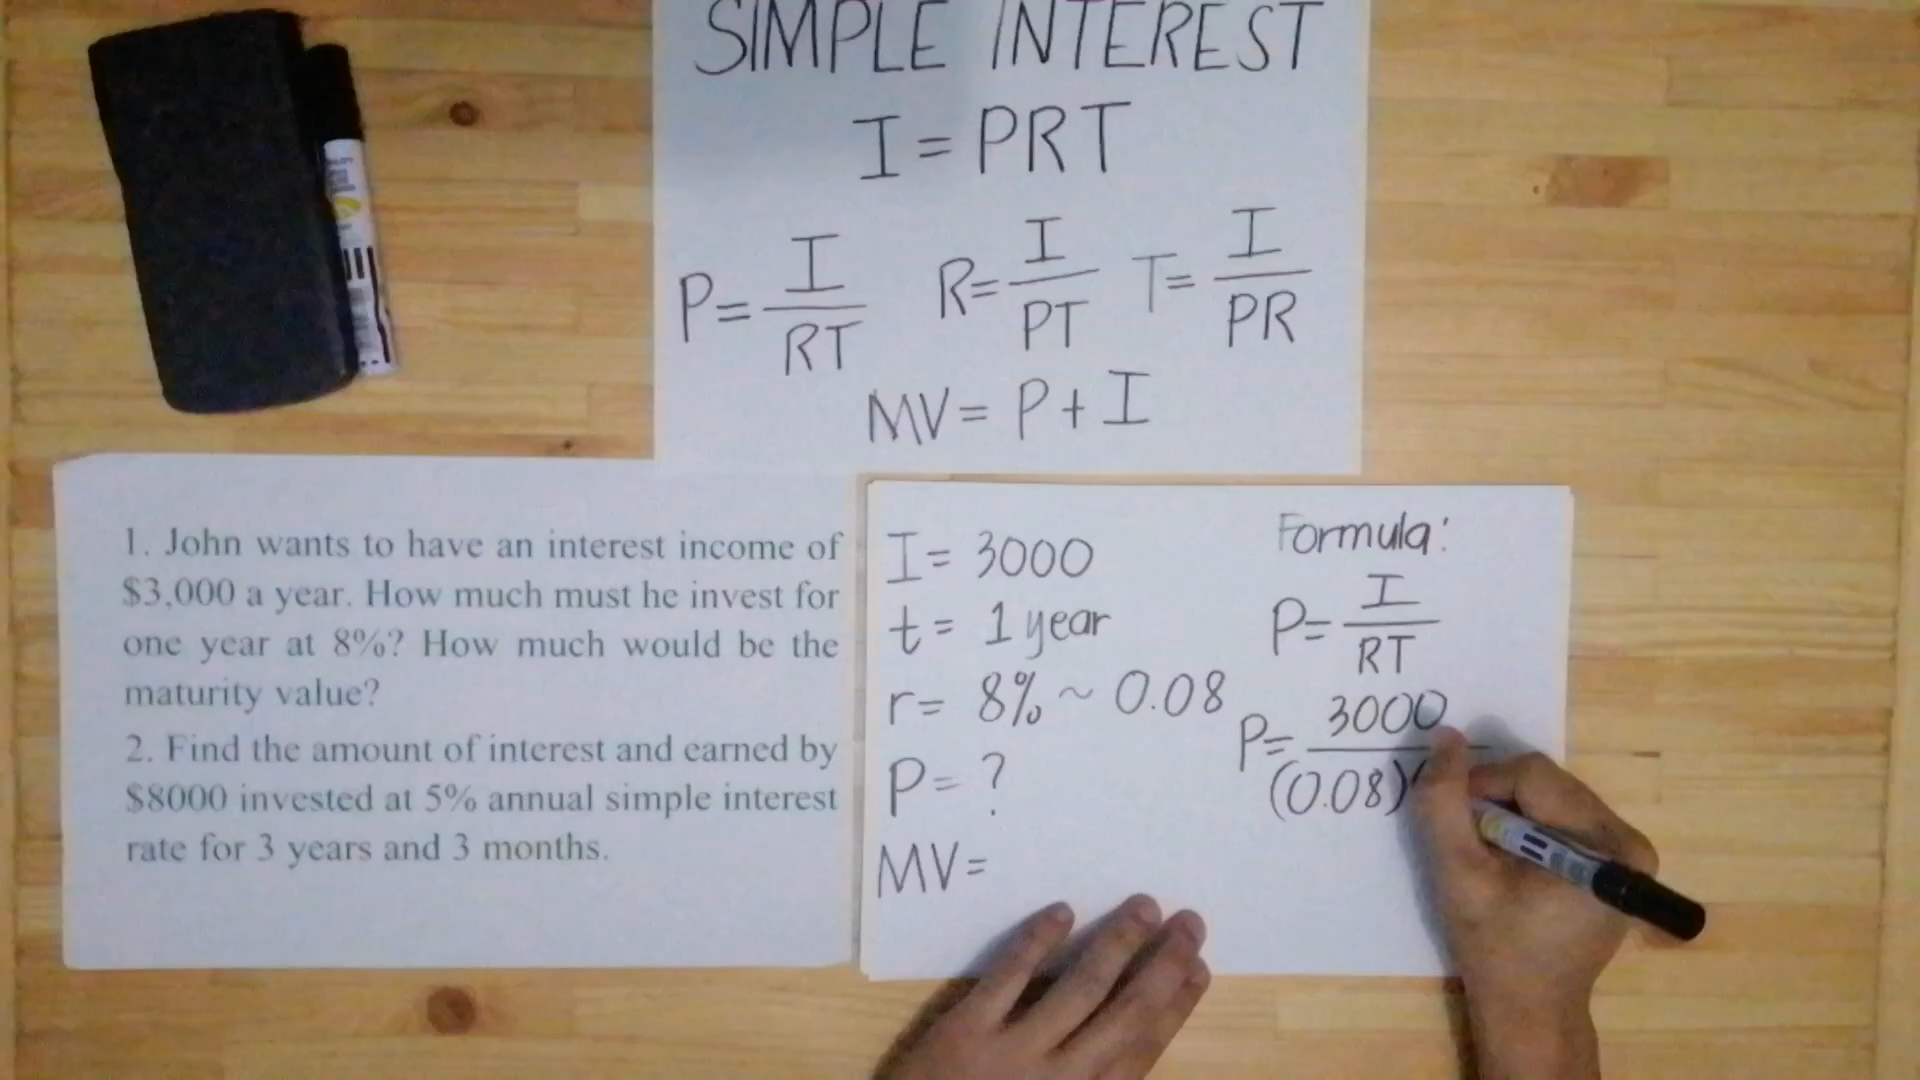 SIMPLE INTEREST
I = PRT
P = I/RT R = I/PT T = I/PR
MV = P + I
1. John wants to have an interest income of
$3,000 a year. How much must he invest for
one year at 8%? How much would be the
maturity value?
2. Find the amount of interest and earned by
$8000 invested at 5% annual simple interest
rate for 3 years and 3 months.
I = 3000
t = 1 year
r = 8% ~ 0.08
P = ?
MV =
Formula:
P = I/RT
P = 3000/(0.08)(